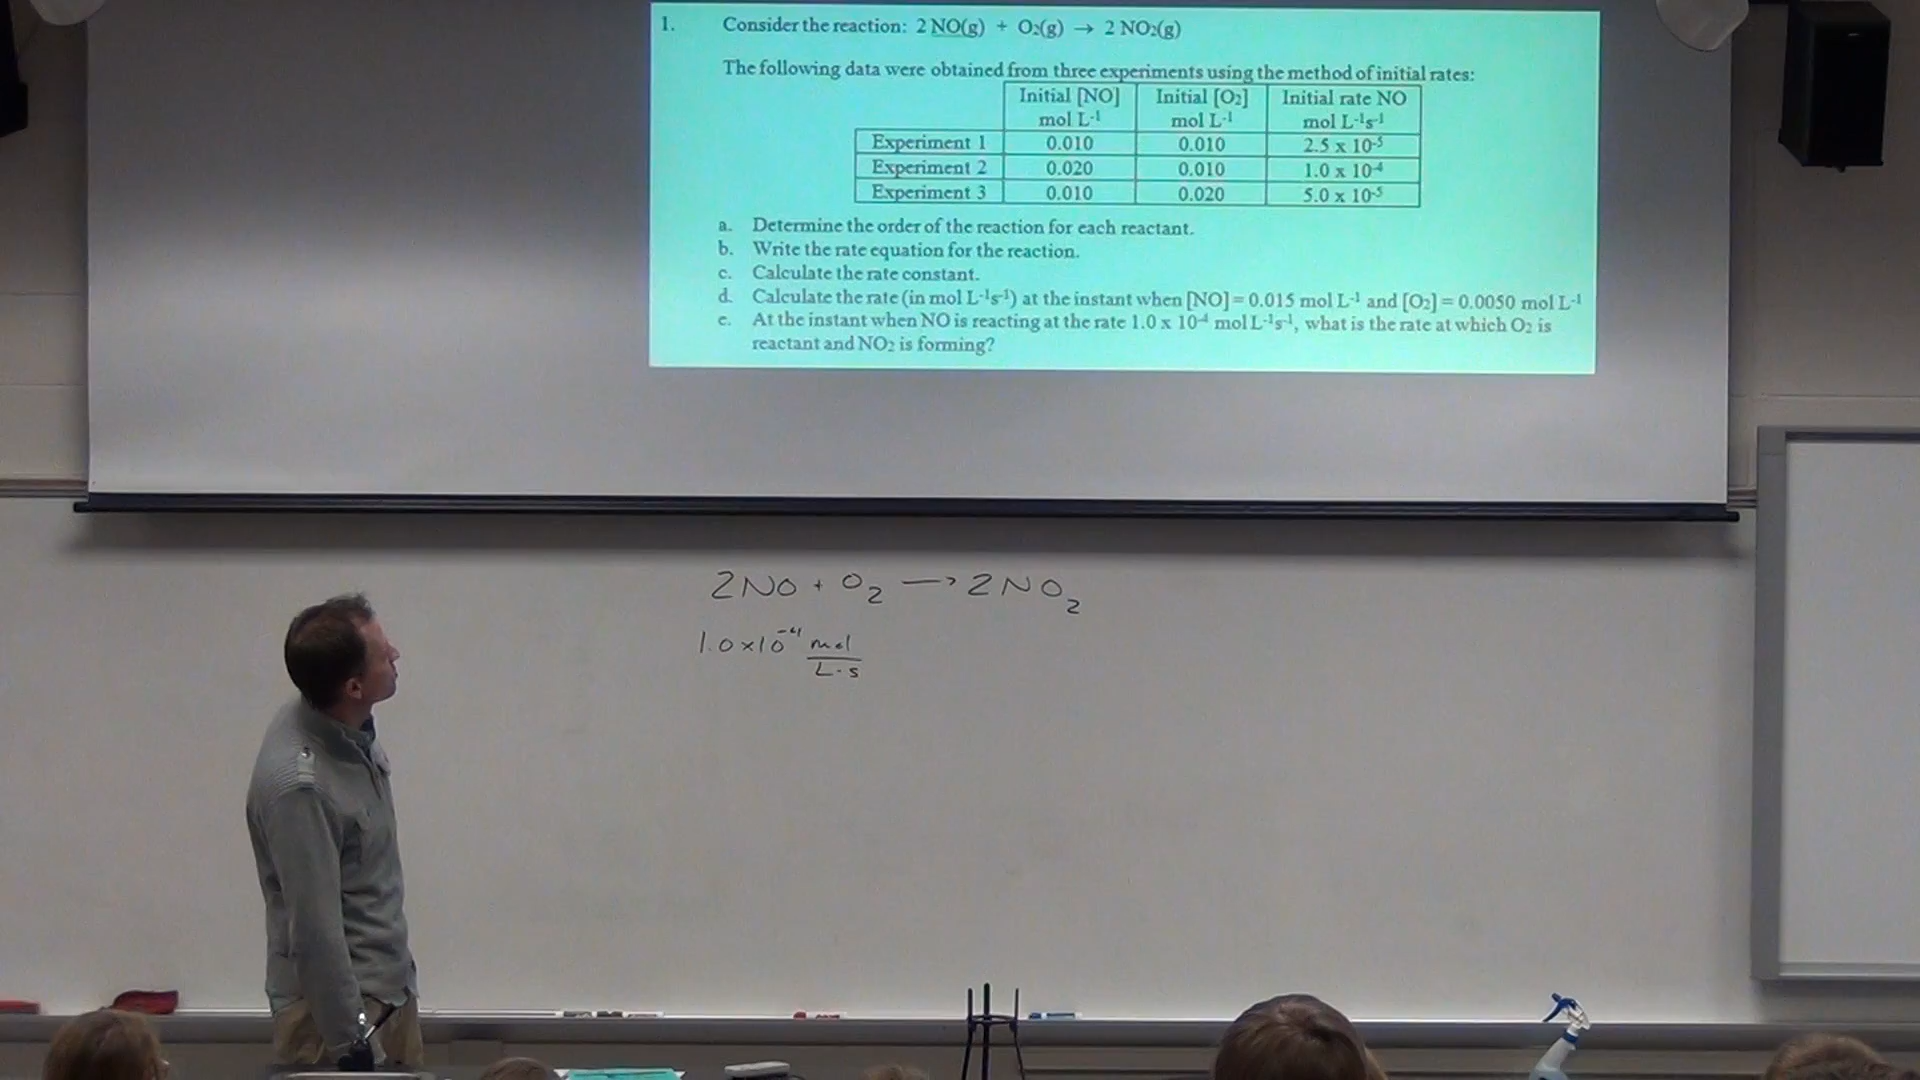 1. Consider the reaction: 2 NO(g) + O₂(g) → 2 NO₂(g)
The following data were obtained from three experiments using the method of initial rates:
Initial [NO] Initial [O₂] Initial rate NO
mol L⁻¹ mol L⁻¹ mol L⁻¹s⁻¹
Experiment 1 0.010 0.010 2.5 x 10⁻⁵
Experiment 2 0.020 0.010 1.0 x 10⁻⁴
Experiment 3 0.010 0.020 5.0 x 10⁻⁵
a. Determine the order of the reaction for each reactant.
b. Write the rate equation for the reaction.
c. Calculate the rate constant.
d. Calculate the rate (in mol L⁻¹s⁻¹) at the instant when [NO] = 0.015 mol L⁻¹ and [O₂] = 0.0050 mol L⁻¹
e. At the instant when NO is reacting at the rate 1.0 x 10⁻⁴ mol L⁻¹s⁻¹, what is the rate at which O₂ is
reactant and NO₂ is forming?
2NO + O₂ → 2NO₂
1.0x10⁻⁴ mol
L·s